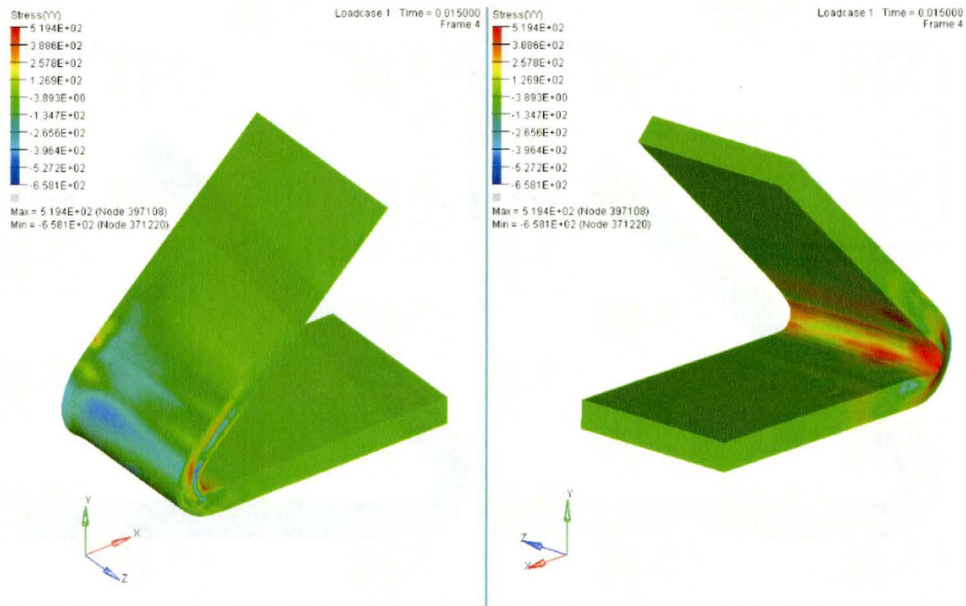 Stress(YY)
5.194E+02
3.886E+02
2.578E+02
1.269E+02
-3.893E+00
-1.347E+02
-2.656E+02
-3.964E+02
-5.272E+02
-6.581E+02
Max = 5.194E+02 (Node 397108)
Min = -6.581E+02 (Node 371220)
Loadcase 1 Time = 0.015000
Frame 4
Y
X
Z
Stress(YY)
5.194E+02
3.886E+02
2.578E+02
1.269E+02
-3.893E+00
-1.347E+02
-2.656E+02
-3.964E+02
-5.272E+02
-6.581E+02
Max = 5.194E+02 (Node 397108)
Min = -6.581E+02 (Node 371220)
Loadcase 1 Time = 0.015000
Frame 4
Y
Z
X